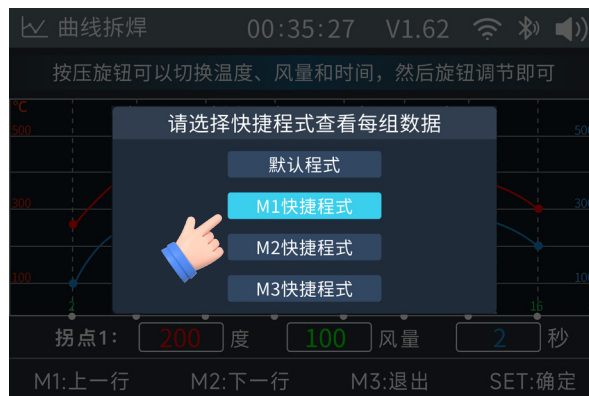 曲线拆焊 00:35:27 V1.62
按压旋钮可以切换温度、风量和时间，然后旋钮调节即可
°C
500 500
请选择快捷程式查看每组数据
默认程式
M1快捷程式
300 300
M2快捷程式
M3快捷程式
100 100
2 16
拐点1： 200 度 100 风量 2 秒
M1:上一行 M2:下一行 M3:退出 SET:确定